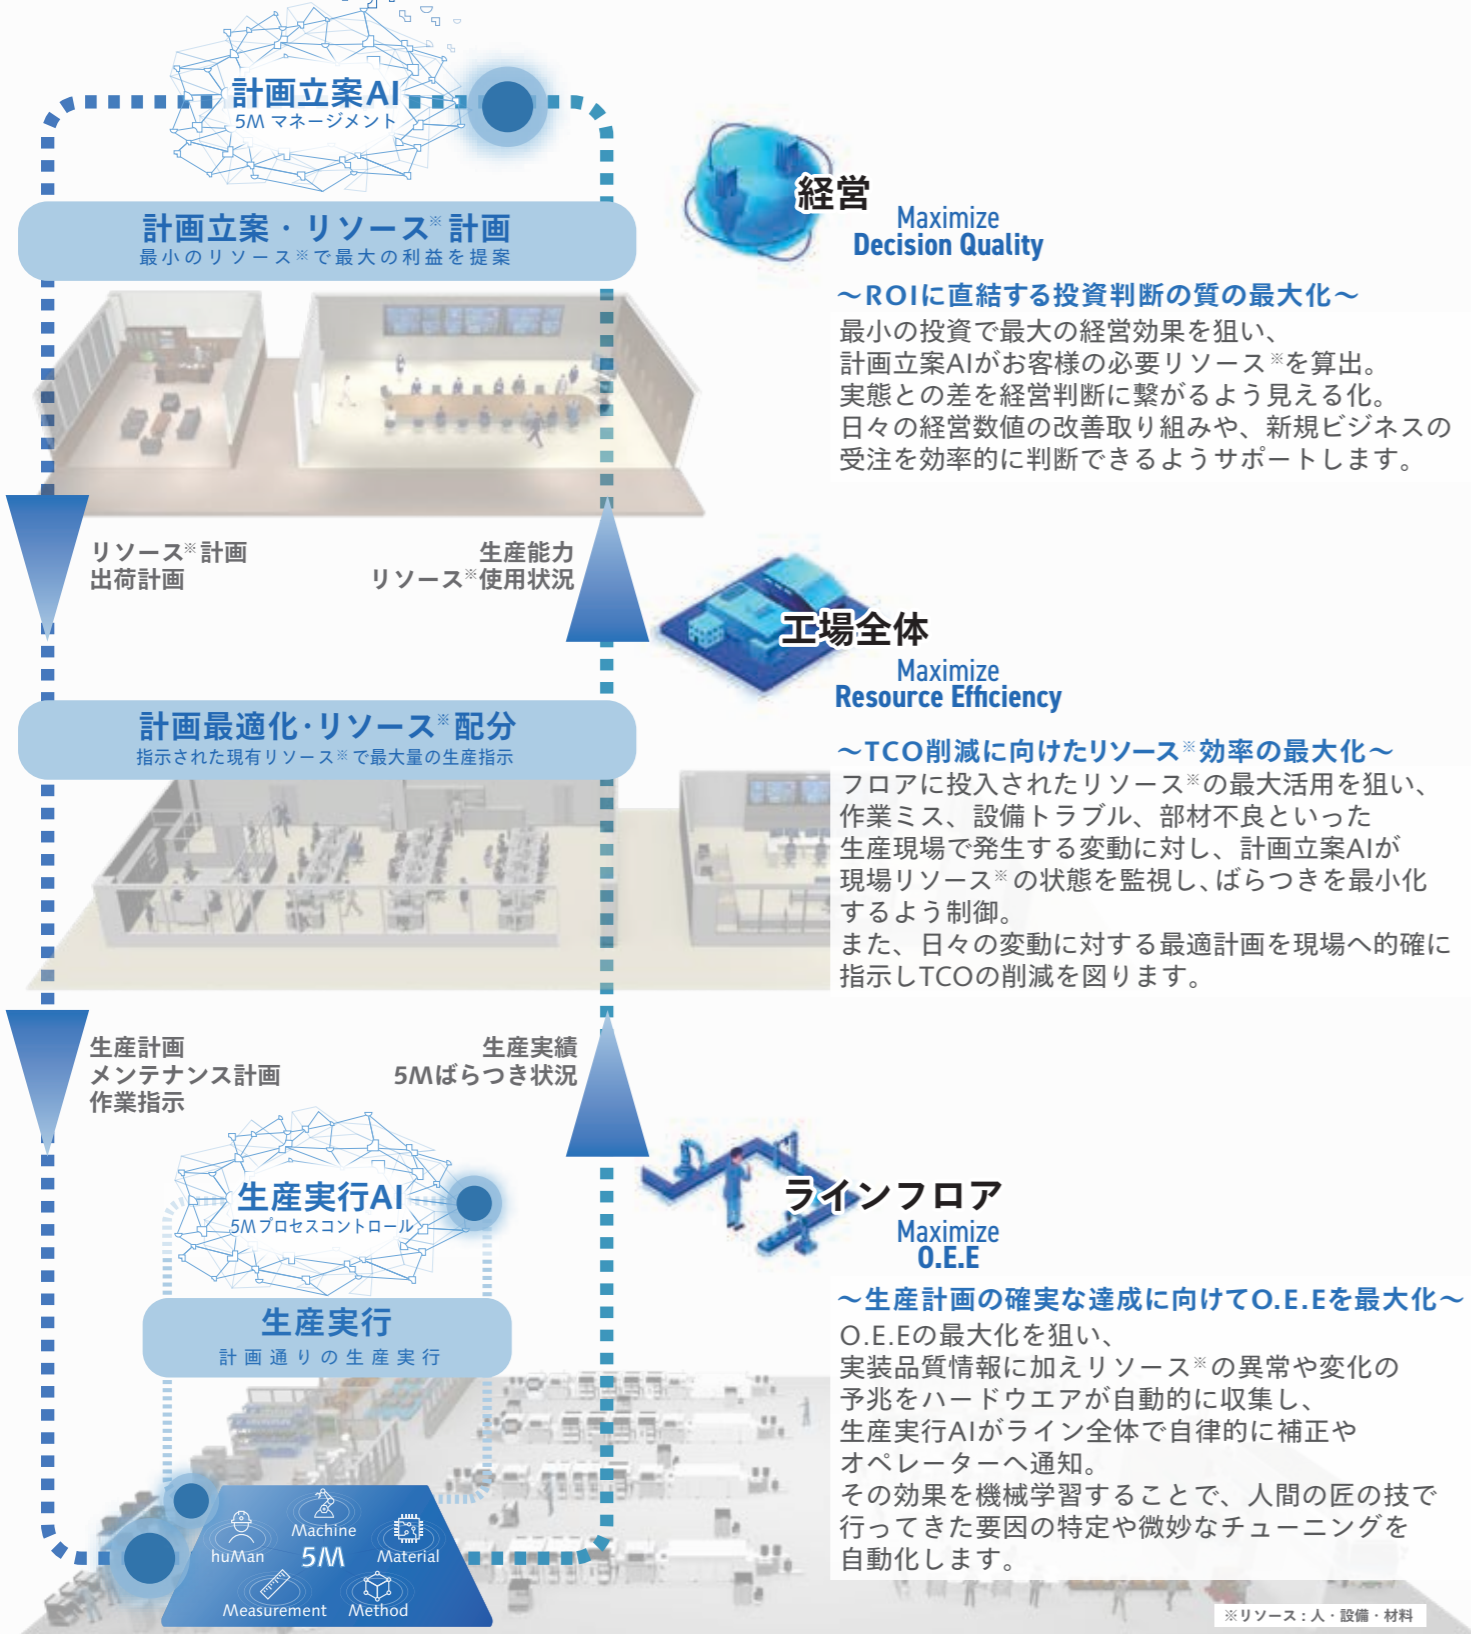 計画立案AI
5M マネージメント
計画立案・リソース※計画
最小のリソース※で最大の利益を提案
経営
Maximize
Decision Quality
～ROIに直結する投資判断の質の最大化～
最小の投資で最大の経営効果を狙い、
計画立案AIがお客様の必要リソース※を算出。
実態との差を経営判断に繋がるよう見える化。
日々の経営数値の改善取り組みや、新規ビジネスの
受注を効率的に判断できるようサポートします。
リソース※計画
出荷計画
生産能力
リソース※使用状況
工場全体
Maximize
Resource Efficiency
計画最適化・リソース※配分
指示された現有リソース※で最大量の生産指示
～TCO削減に向けたリソース※効率の最大化～
フロアに投入されたリソース※の最大活用を狙い、
作業ミス、設備トラブル、部材不良といった
生産現場で発生する変動に対し、計画立案AIが
現場リソース※の状態を監視し、ばらつきを最小化
するよう制御。
また、日々の変動に対する最適計画を現場へ的確に
指示しTCOの削減を図ります。
生産計画
メンテナンス計画
作業指示
生産実績
5Mばらつき状況
生産実行AI
5Mプロセスコントロール
ラインフロア
Maximize
O.E.E
生産実行
計画通りの生産実行
～生産計画の確実な達成に向けてO.E.Eを最大化～
O.E.Eの最大化を狙い、
実装品質情報に加えリソース※の異常や変化の
予兆をハードウエアが自動的に収集し、
生産実行AIがライン全体で自律的に補正や
オペレーターへ通知。
その効果を機械学習することで、人間の匠の技で
行ってきた要因の特定や微妙なチューニングを
自動化します。
huMan
Machine
5M
Material
Measurement
Method
※リソース：人・設備・材料